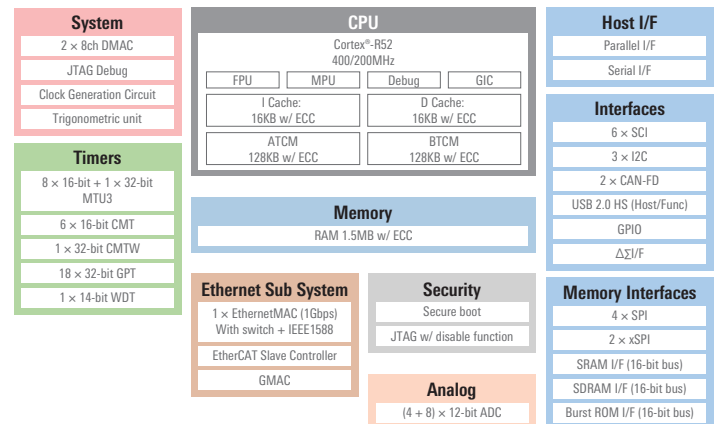 System
2 × 8ch DMAC
JTAG Debug
Clock Generation Circuit
Trigonometric unit
Timers
8 × 16-bit + 1 × 32-bit
MTU3
6 × 16-bit CMT
1 × 32-bit CMTW
18 × 32-bit GPT
1 × 14-bit WDT
CPU
Cortex®-R52
400/200MHz
FPU
MPU
Debug
GIC
I Cache:
16KB w/ ECC
D Cache:
16KB w/ ECC
ATCM
128KB w/ ECC
BTCM
128KB w/ ECC
Memory
RAM 1.5MB w/ ECC
Ethernet Sub System
1 × EthernetMAC (1Gbps)
With switch + IEEE1588
EtherCAT Slave Controller
GMAC
Security
Secure boot
JTAG w/ disable function
Analog
(4 + 8) × 12-bit ADC
Host I/F
Parallel I/F
Serial I/F
Interfaces
6 × SCI
3 × I2C
2 × CAN-FD
USB 2.0 HS (Host/Func)
GPIO
Δ∑I/F
Memory Interfaces
4 × SPI
2 × xSPI
SRAM I/F (16-bit bus)
SDRAM I/F (16-bit bus)
Burst ROM I/F (16-bit bus)